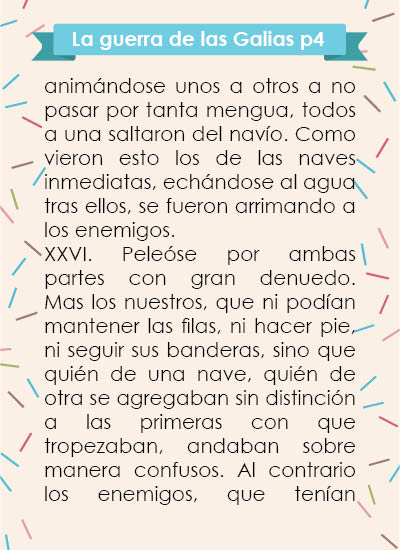 La guerra de las Galias p4
animándose unos a otros a no
pasar por tanta mengua, todos
a una saltaron del navío. Como
vieron esto los de las naves
inmediatas, echándose al agua
tras ellos, se fueron arrimando a
los enemigos.
XXVI. Peleóse por ambas
partes con gran denuedo.
Mas los nuestros, que ni podían
mantener las filas, ni hacer pie,
ni seguir sus banderas, sino que
quién de una nave, quién de
otra se agregaban sin distinción
a las primeras con que
tropezaban, andaban sobre
manera confusos. Al contrario
los enemigos, que tenían